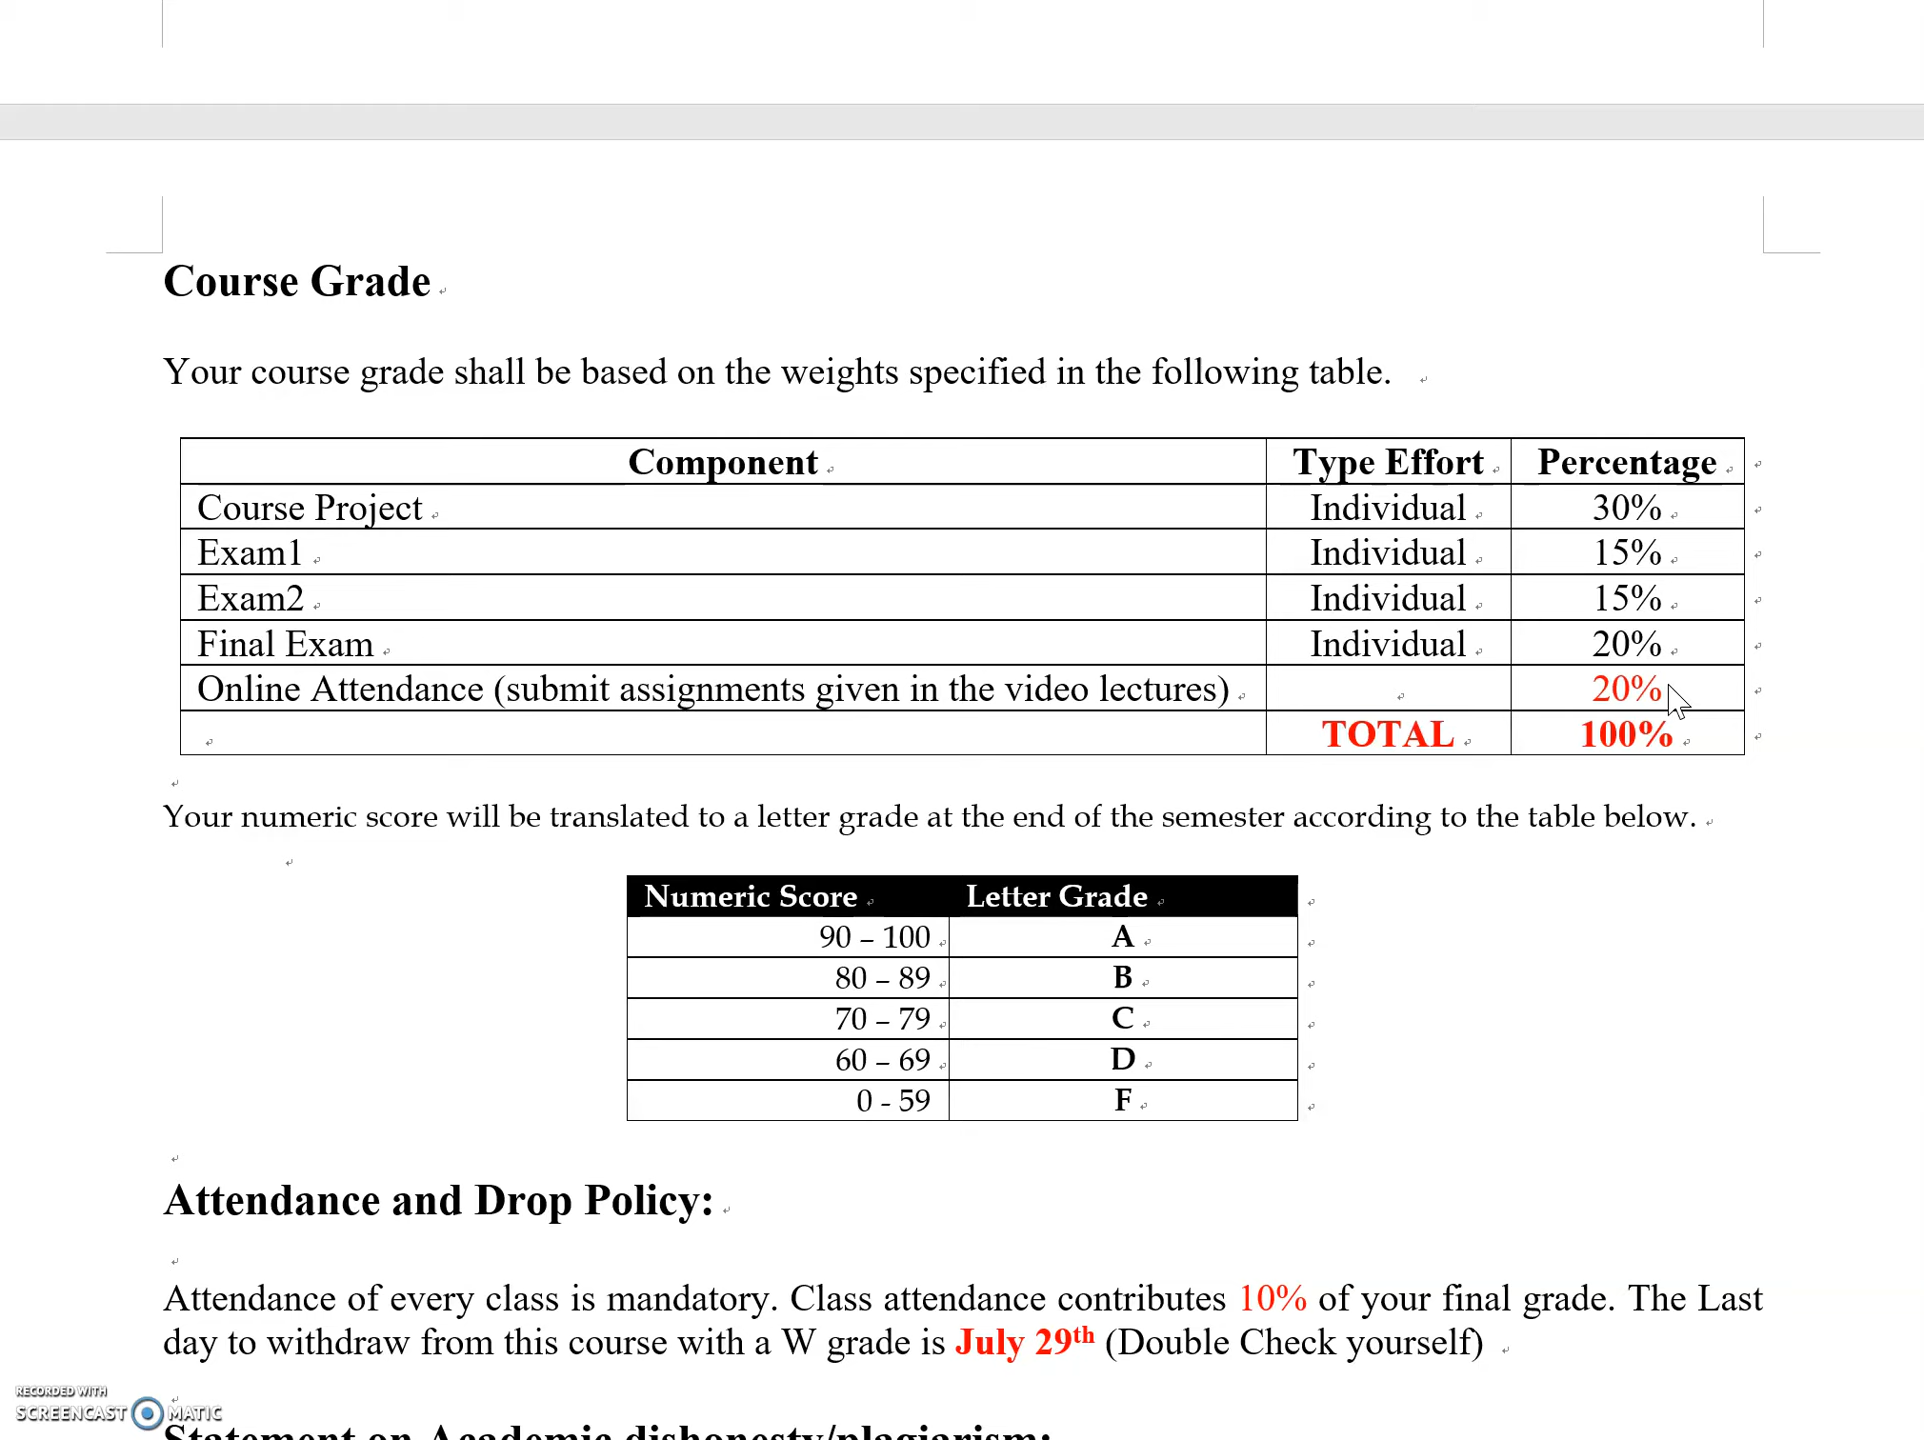 Course Grade
Your course grade shall be based on the weights specified in the following table.
Component Type Effort Percentage
Course Project Individual 30%
Exam1 Individual 15%
Exam2 Individual 15%
Final Exam Individual 20%
Online Attendance (submit assignments given in the video lectures) 20%
TOTAL 100%
Your numeric score will be translated to a letter grade at the end of the semester according to the table below.
Numeric Score Letter Grade
90 – 100 A
80 – 89 B
70 – 79 C
60 – 69 D
0 - 59 F
Attendance and Drop Policy:
Attendance of every class is mandatory. Class attendance contributes 10% of your final grade. The Last
day to withdraw from this course with a W grade is July 29th (Double Check yourself)
RECORDED WITH
SCREENCAST MATIC
Statement on Academic dishonesty/plagiarism: